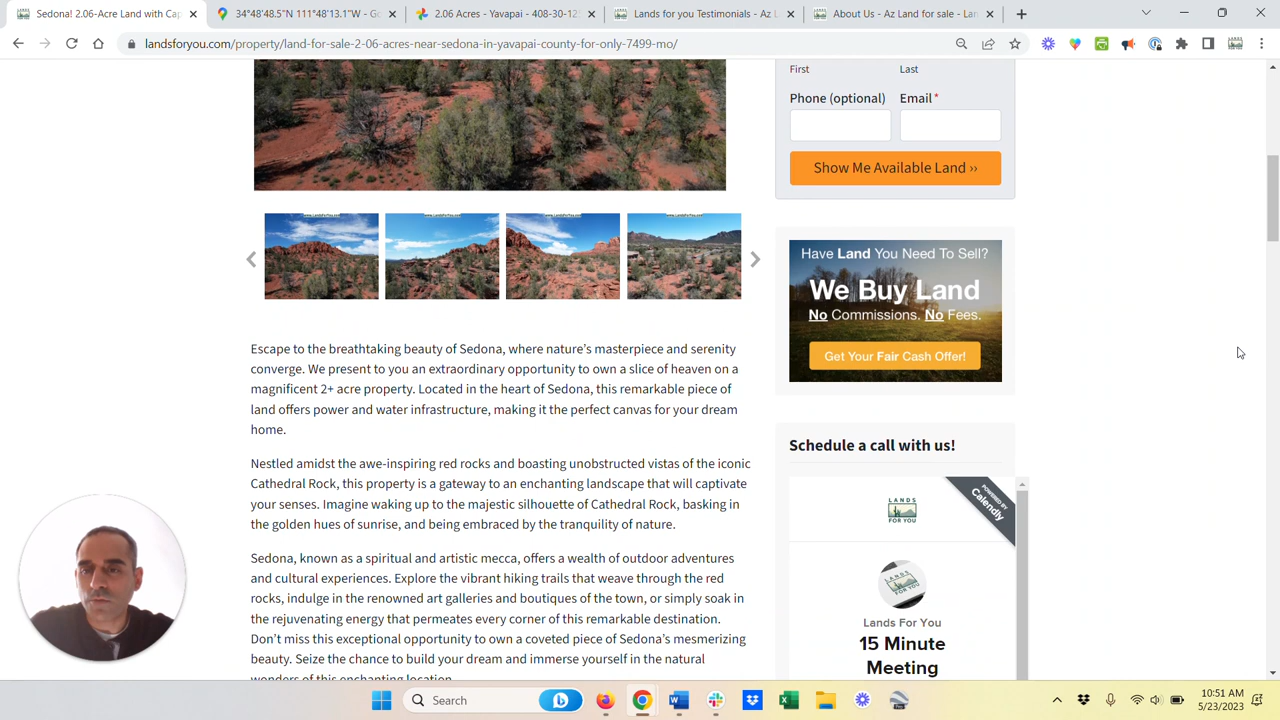 Sedona! 2.06-Acre Land with Cap
34°48'48.5"N 111°48'13.1"W - Go
2.06 Acres - Yavapai - 408-30-125
Lands for you Testimonials - Az L
About Us - Az Land for sale - Lan
landsforyou.com/property/land-for-sale-2-06-acres-near-sedona-in-yavapai-county-for-only-7499-mo/
First
Last
Phone (optional)
Email *
Show Me Available Land ››
Have Land You Need To Sell?
We Buy Land
No Commissions. No Fees.
Get Your Fair Cash Offer!
Escape to the breathtaking beauty of Sedona, where nature's masterpiece and serenity
converge. We present to you an extraordinary opportunity to own a slice of heaven on a
magnificent 2+ acre property. Located in the heart of Sedona, this remarkable piece of
land offers power and water infrastructure, making it the perfect canvas for your dream
home.
Nestled amidst the awe-inspiring red rocks and boasting unobstructed vistas of the iconic
Cathedral Rock, this property is a gateway to an enchanting landscape that will captivate
your senses. Imagine waking up to the majestic silhouette of Cathedral Rock, basking in
the golden hues of sunrise, and being embraced by the tranquility of nature.
Sedona, known as a spiritual and artistic mecca, offers a wealth of outdoor adventures
and cultural experiences. Explore the vibrant hiking trails that weave through the red
rocks, indulge in the renowned art galleries and boutiques of the town, or simply soak in
the rejuvenating energy that permeates every corner of this remarkable destination.
Don't miss this exceptional opportunity to own a coveted piece of Sedona's mesmerizing
beauty. Seize the chance to build your dream and immerse yourself in the natural
wonders of this enchanting location.
Schedule a call with us!
POWERED BY
Calendly
LANDS
FOR YOU
Lands For You
15 Minute
Meeting
Search
10:51 AM
5/23/2023